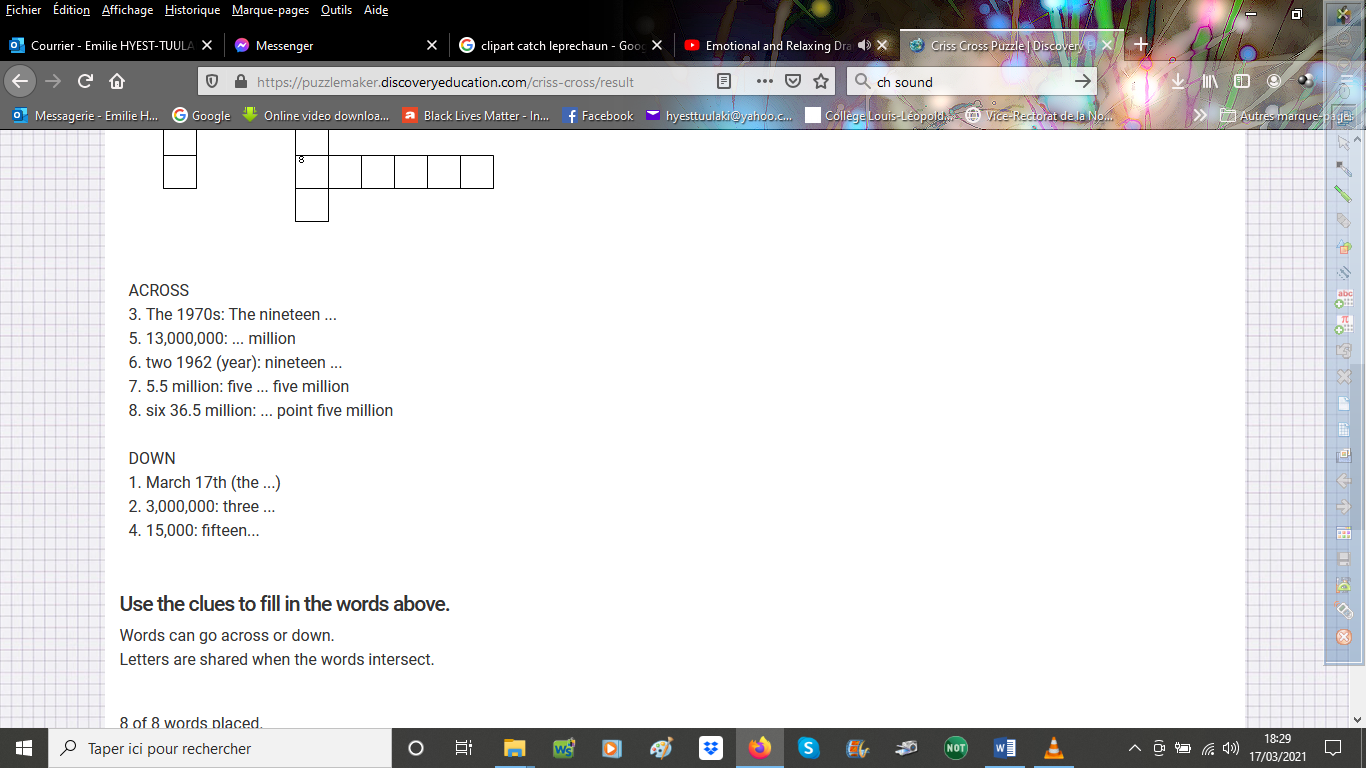 Fichier Édition Affichage Historique Marque-pages Outils Aide
Courrier - Emilie HYEST-TUULA Messenger clipart catch leprechaun - Goo Emotional and Relaxing Dra Criss Cross Puzzle | Discovery E
https://puzzlemaker.discoveryeducation.com/criss-cross/result ch sound
Messagerie - Emilie H... Google Online video downloa... Black Lives Matter - In... Facebook hyesttuulaki@yahoo.c... Collège Louis-Léopold... Vice-Rectorat de la No... Autres marque-pages
8
ACROSS
3. The 1970s: The nineteen ...
5. 13,000,000: ... million
6. two 1962 (year): nineteen ...
7. 5.5 million: five ... five million
8. six 36.5 million: ... point five million
DOWN
1. March 17th (the ...)
2. 3,000,000: three ...
4. 15,000: fifteen...
Use the clues to fill in the words above.
Words can go across or down.
Letters are shared when the words intersect.
8 of 8 words placed.
abc
π
Taper ici pour rechercher
NOT
18:29
17/03/2021